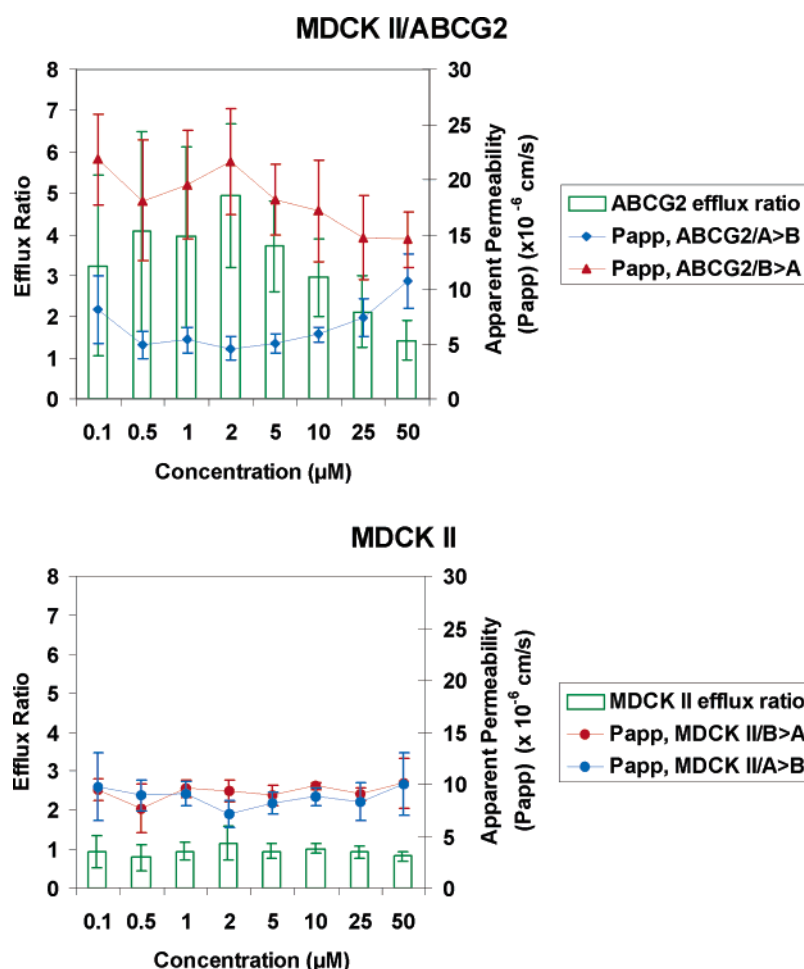 MDCK II/ABCG2
8
7
6
5
4
3
2
1
0
Efflux Ratio
30
25
20
15
10
5
0
Apparent Permeability
(Papp) (x10⁻⁶ cm/s)
0.1 0.5 1 2 5 10 25 50
Concentration (µM)
ABCG2 efflux ratio
Papp, ABCG2/A>B
Papp, ABCG2/B>A
MDCK II
8
7
6
5
4
3
2
1
0
Efflux Ratio
30
25
20
15
10
5
0
Apparent Permeability
(Papp) (x 10⁻⁶ cm/s)
0.1 0.5 1 2 5 10 25 50
Concentration (µM)
MDCK II efflux ratio
Papp, MDCK II/B>A
Papp, MDCK II/A>B